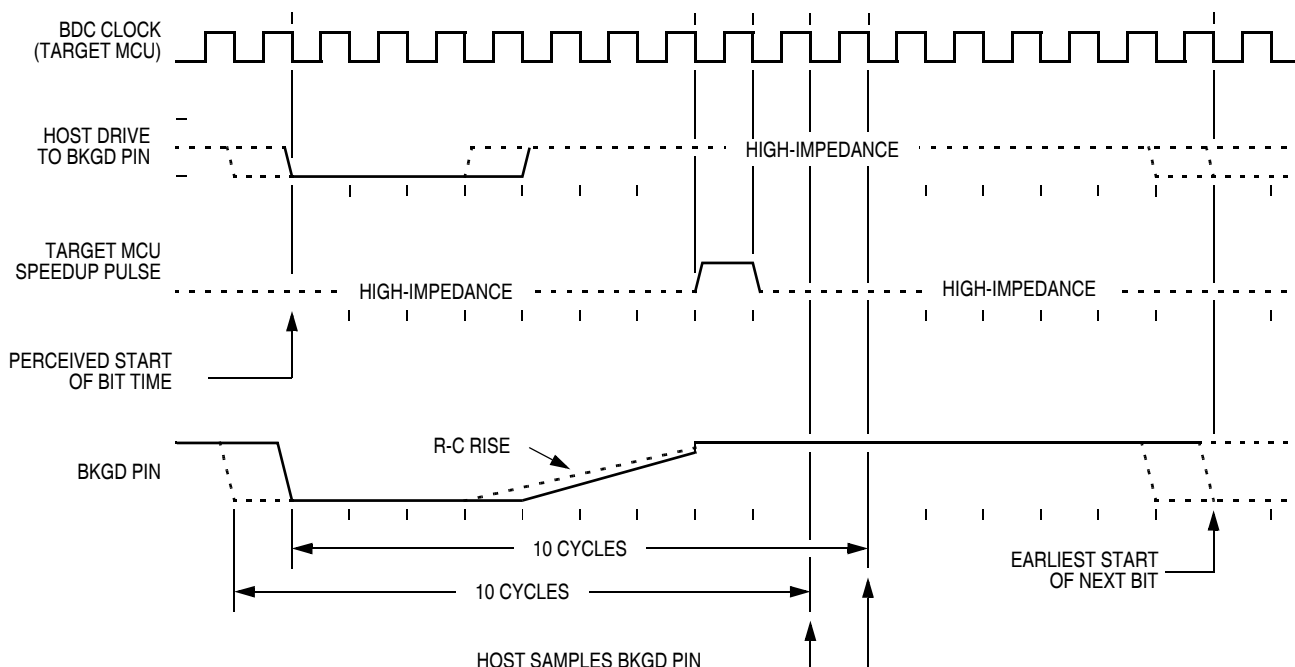 BDC CLOCK
(TARGET MCU)
HOST DRIVE
TO BKGD PIN
HIGH-IMPEDANCE
TARGET MCU
SPEEDUP PULSE
HIGH-IMPEDANCE
HIGH-IMPEDANCE
PERCEIVED START
OF BIT TIME
R-C RISE
BKGD PIN
10 CYCLES
EARLIEST START
OF NEXT BIT
10 CYCLES
HOST SAMPLES BKGD PIN